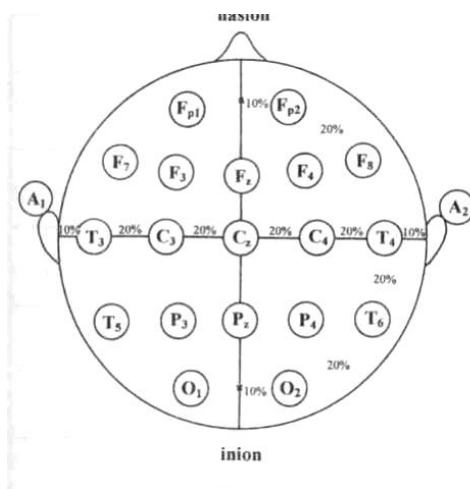 nasion
Fp1 10% Fp2
20%
F7 F3 Fz F4 F8
A1 A2
10% T3 20% C3 20% Cz 20% C4 20% T4 10%
20%
T5 P3 Pz P4 T6
20%
O1 10% O2
inion